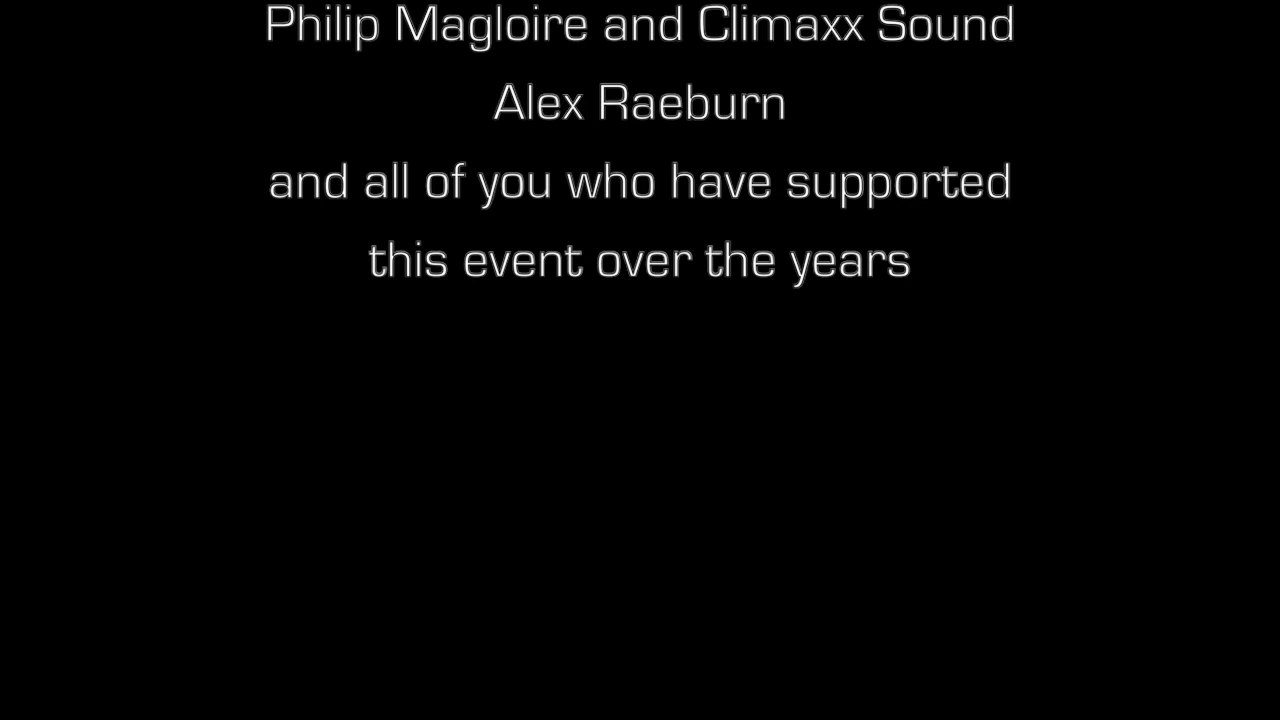 Philip Magloire and Climaxx Sound
Alex Raeburn
and all of you who have supported
this event over the years